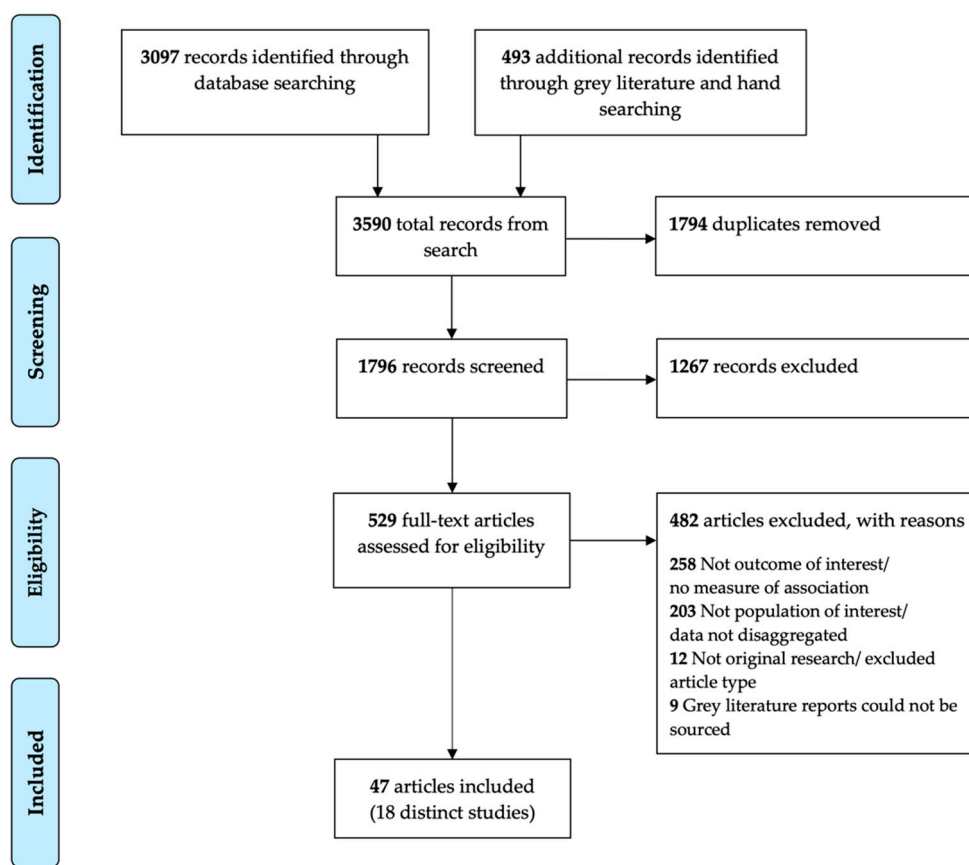 Identification
3097 records identified through
database searching
493 additional records identified
through grey literature and hand
searching
3590 total records from
search
1794 duplicates removed
Screening
1796 records screened
1267 records excluded
Eligibility
529 full-text articles
assessed for eligibility
482 articles excluded, with reasons
258 Not outcome of interest/
no measure of association
203 Not population of interest/
data not disaggregated
12 Not original research/ excluded
article type
9 Grey literature reports could not be
sourced
Included
47 articles included
(18 distinct studies)